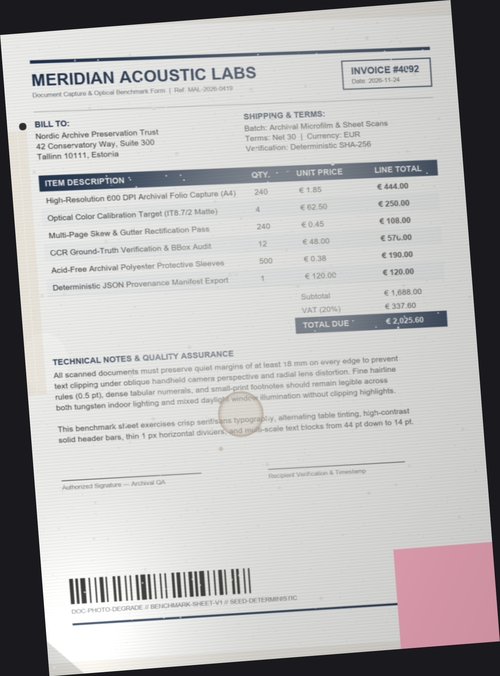 MERIDIAN ACOUSTIC LABS
Document Capture & Optical Benchmark Form | Ref. MAL-2026-0419
INVOICE #4092
Date: 2026-11-24
BILL TO:
Nordic Archive Preservation Trust
42 Conservatory Way, Suite 300
Tallinn 10111, Estonia
SHIPPING & TERMS:
Batch: Archival Microfilm & Sheet Scans
Terms: Net 30 | Currency: EUR
Verification: Deterministic SHA-256
ITEM DESCRIPTION QTY. UNIT PRICE LINE TOTAL
High-Resolution 600 DPI Archival Folio Capture (A4) 240 € 1.85 € 444.00
Optical Color Calibration Target (IT8.7/2 Matte) 4 € 62.50 € 250.00
Multi-Page Skew & Gutter Rectification Pass 240 € 0.45 € 108.00
OCR Ground-Truth Verification & BBox Audit 12 € 48.00 € 576.00
Acid-Free Archival Polyester Protective Sleeves 500 € 0.38 € 190.00
Deterministic JSON Provenance Manifest Export 1 € 120.00 € 120.00
Subtotal € 1,688.00
VAT (20%) € 337.60
TOTAL DUE € 2,025.60
TECHNICAL NOTES & QUALITY ASSURANCE
All scanned documents must preserve quiet margins of at least 18 mm on every edge to prevent
text clipping under oblique handheld camera perspective and radial lens distortion. Fine hairline
rules (0.5 pt), dense tabular numerals, and small-print footnotes should remain legible across
both tungsten indoor lighting and mixed daylight window illumination without clipping highlights.
This benchmark sheet exercises crisp serif/sans typography, alternating table tinting, high-contrast
solid header bars, thin 1 px horizontal dividers, and multi-scale text blocks from 44 pt down to 14 pt.
Authorized Signature — Archival QA
Recipient Verification & Timestamp
DOC-PHOTO-DEGRADE // BENCHMARK-SHEET-V1 // SEED-DETERMINISTIC